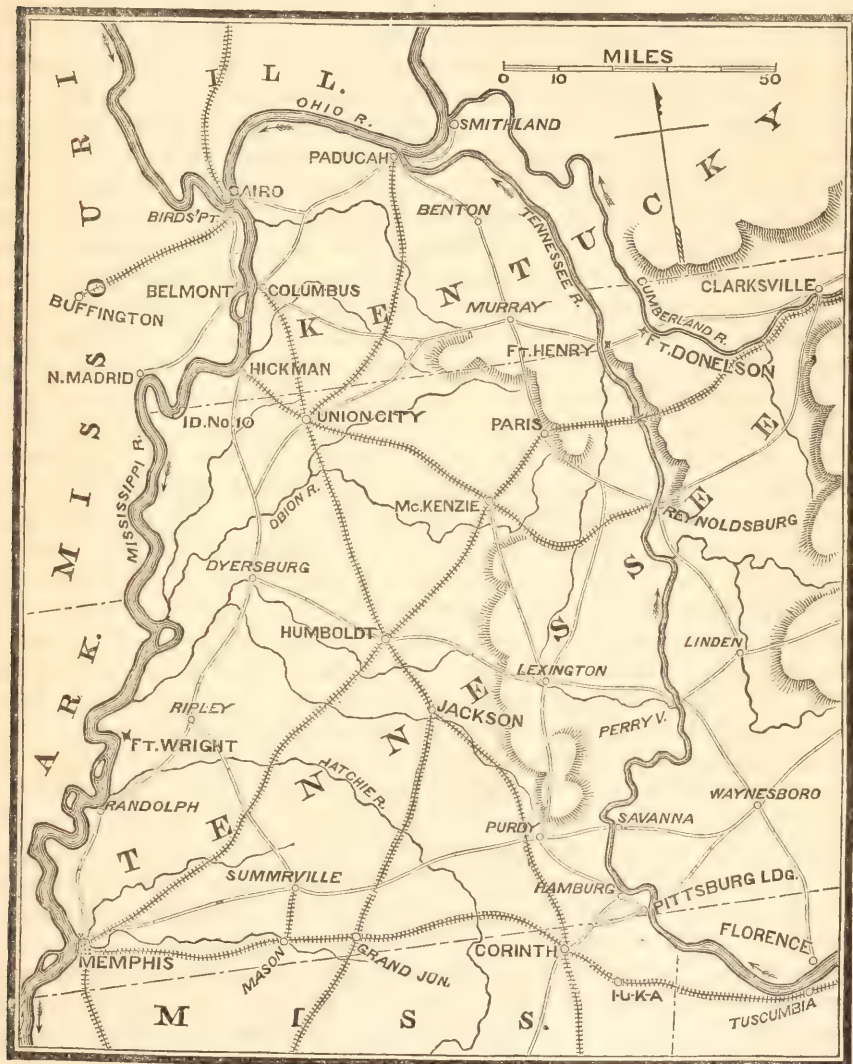 MILES
0 10 50
ILL.
OHIO R.
SMITHLAND
PADUCAH
CAIRO
BIRDS' PT
BENTON
TENNESSEE R.
KENTUCKY
MISSOURI
BUFFINGTON
BELMONT
COLUMBUS
MURRAY
CUMBERLAND R.
CLARKSVILLE
FT. HENRY
FT. DONELSON
N. MADRID
HICKMAN
ID. No. 10
UNION CITY
PARIS
MISSISSIPPI R.
OBION R.
Mc. KENZIE
REYNOLDSBURG
DYERSBURG
HUMBOLDT
LINDEN
ARK.
LEXINGTON
RIPLEY
JACKSON
PERRY V.
FT. WRIGHT
HATCHIE R.
RANDOLPH
WAYNESBORO
TENNESSEE
PURDY
SAVANNA
SUMMRVILLE
HAMBURG
PITTSBURG LDG.
FLORENCE
MEMPHIS
MASON
GRAND JUN.
CORINTH
I-U-K-A
TUSCUMBIA
MISS.